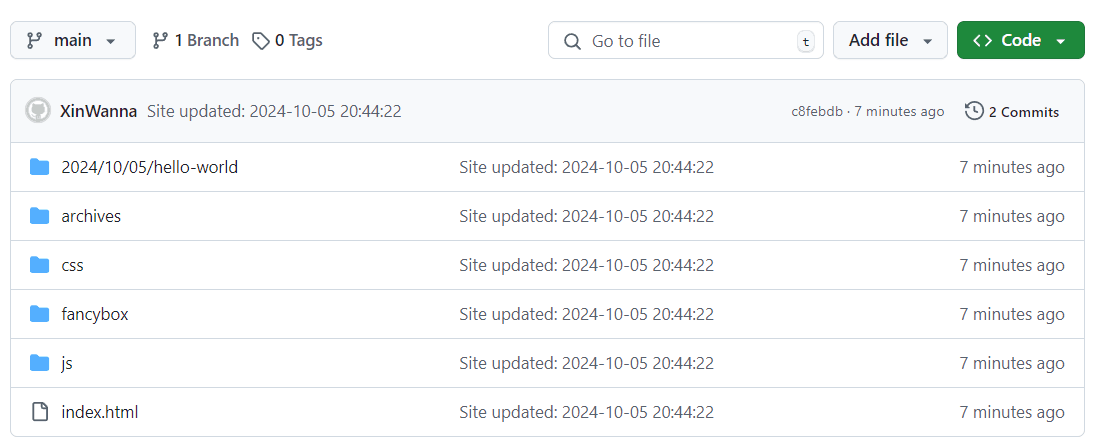 main 1 Branch 0 Tags Go to file t Add file Code
XinWanna Site updated: 2024-10-05 20:44:22 c8febdb · 7 minutes ago 2 Commits
2024/10/05/hello-world Site updated: 2024-10-05 20:44:22 7 minutes ago
archives Site updated: 2024-10-05 20:44:22 7 minutes ago
css Site updated: 2024-10-05 20:44:22 7 minutes ago
fancybox Site updated: 2024-10-05 20:44:22 7 minutes ago
js Site updated: 2024-10-05 20:44:22 7 minutes ago
index.html Site updated: 2024-10-05 20:44:22 7 minutes ago